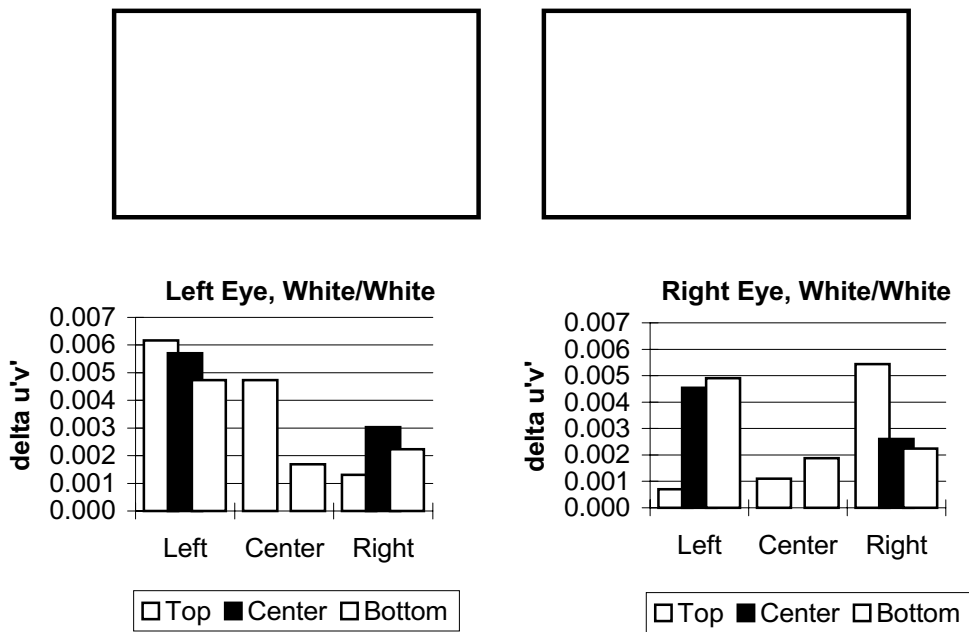 Left Eye, White/White
0.007
0.006
0.005
0.004
0.003
0.002
0.001
0.000
delta u'v'
Left Center Right
Top Center Bottom
Right Eye, White/White
0.007
0.006
0.005
0.004
0.003
0.002
0.001
0.000
delta u'v'
Left Center Right
Top Center Bottom